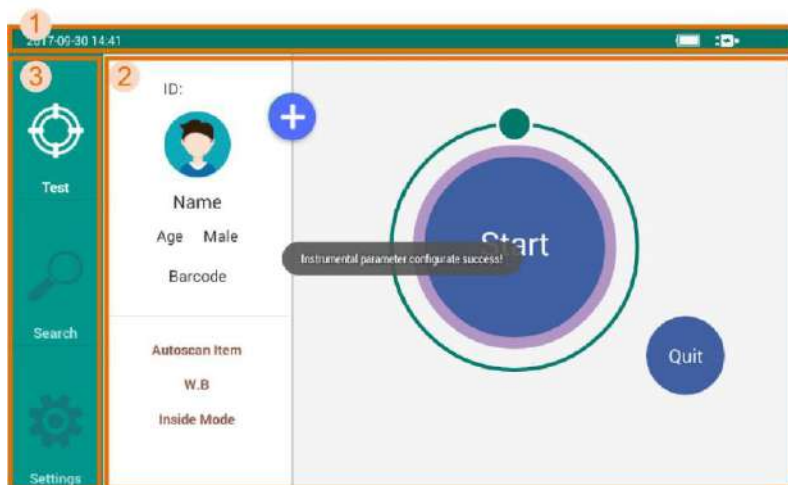 1
2017-09-30 14:41
3
Test
Search
Settings
2
ID:
Name
Age Male
Barcode
Autoscan Item
W.B
Inside Mode
Start
Instrumental parameter configurate success!
Quit